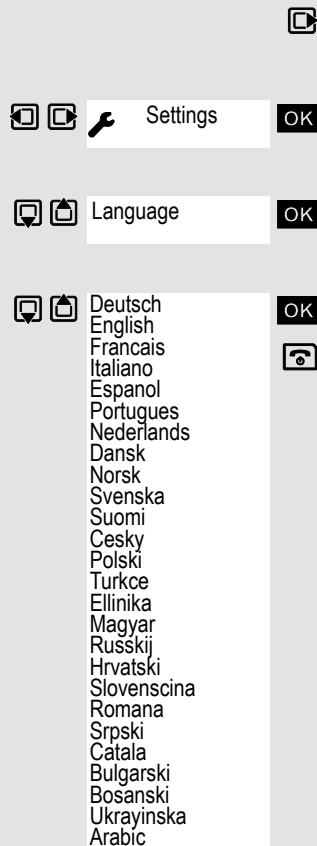 Settings OK
Language OK
Deutsch OK
English
Francais
Italiano
Espanol
Portugues
Nederlands
Dansk
Norsk
Svenska
Suomi
Cesky
Polski
Turkce
Ellinika
Magyar
Russkij
Hrvatski
Slovenscina
Romana
Srpski
Catala
Bulgarski
Bosanski
Ukrayinska
Arabic